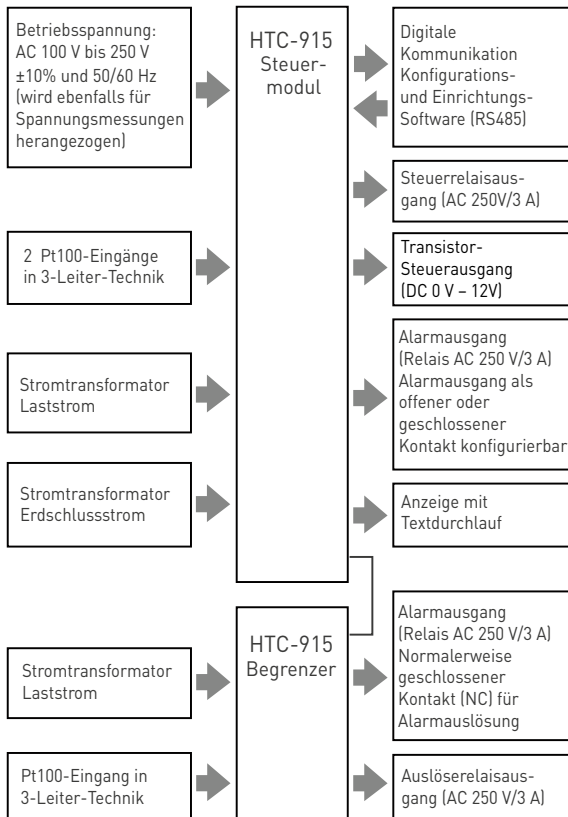 Betriebsspannung:
AC 100 V bis 250 V
±10% und 50/60 Hz
(wird ebenfalls für
Spannungsmessungen
herangezogen)
2 Pt100-Eingänge
in 3-Leiter-Technik
Stromtransformator
Laststrom
Stromtransformator
Erdschlussstrom
HTC-915
Steuer-
modul
Digitale
Kommunikation
Konfigurations-
und Einrichtungs-
Software (RS485)
Steuerrelaisaus-
gang (AC 250V/3 A)
Transistor-
Steuerausgang
(DC 0 V – 12V)
Alarmausgang
(Relais AC 250 V/3 A)
Alarmausgang als
offener oder
geschlossener
Kontakt konfigurierbar
Anzeige mit
Textdurchlauf
Stromtransformator
Laststrom
Pt100-Eingang in
3-Leiter-Technik
HTC-915
Begrenzer
Alarmausgang
(Relais AC 250 V/3 A)
Normalerweise
geschlossener
Kontakt (NC) für
Alarmauslösung
Auslöserelaisaus-
gang (AC 250 V/3 A)